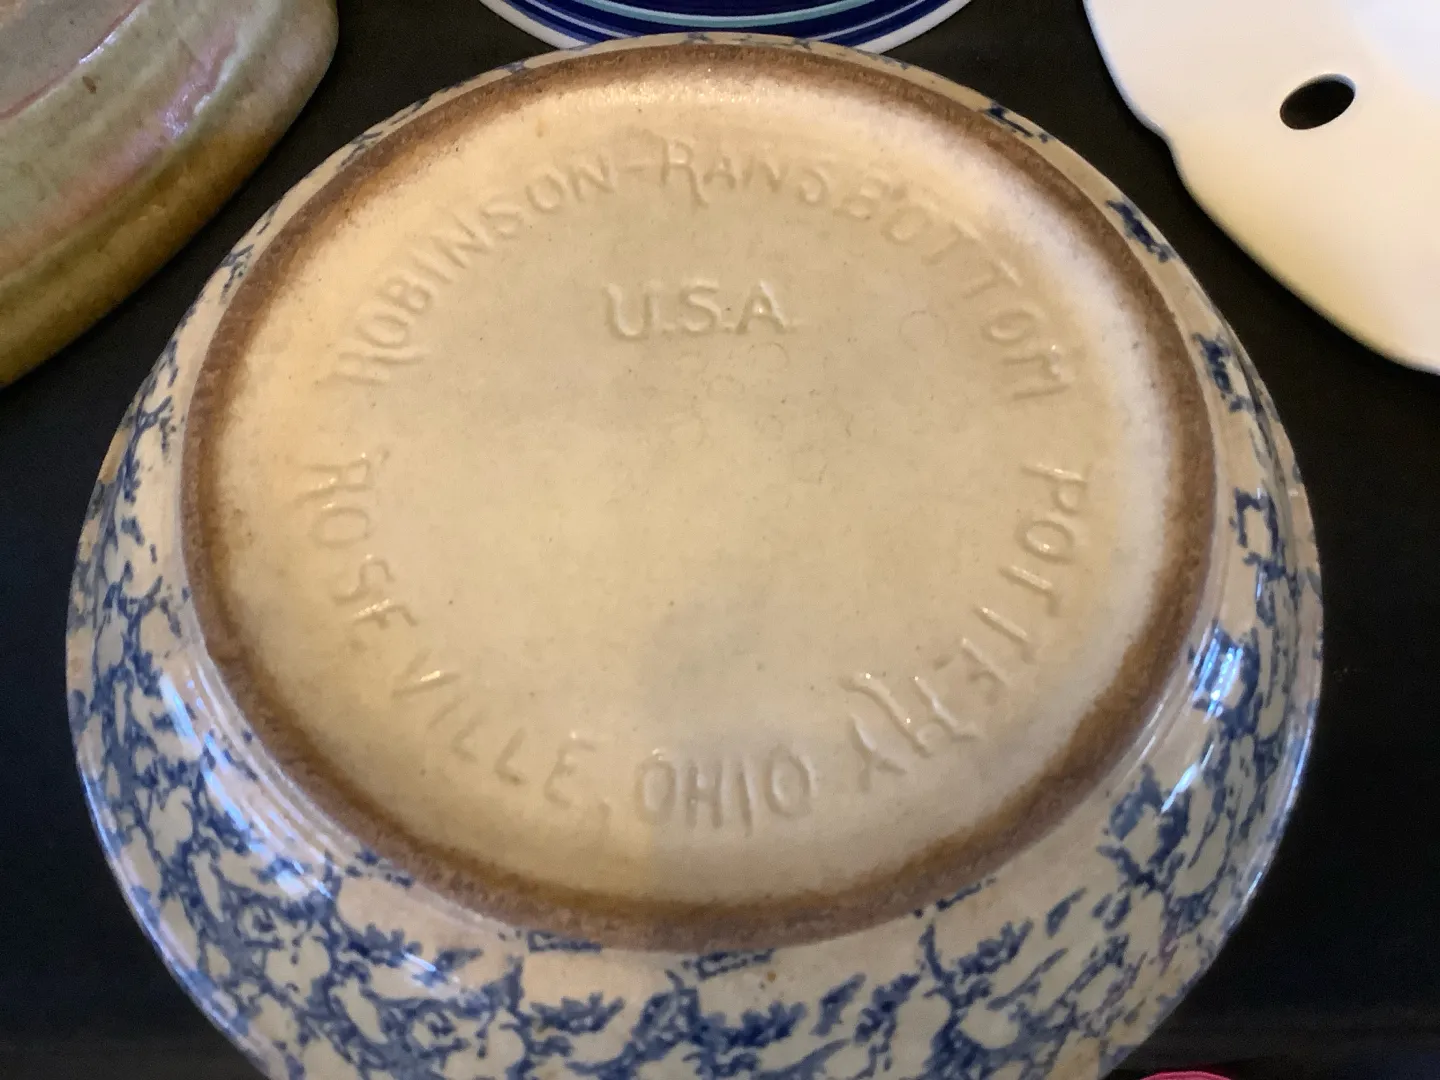 ROBINSON-RANSBOTTOM POTTERY
U.S.A.
ROSEVILLE, OHIO